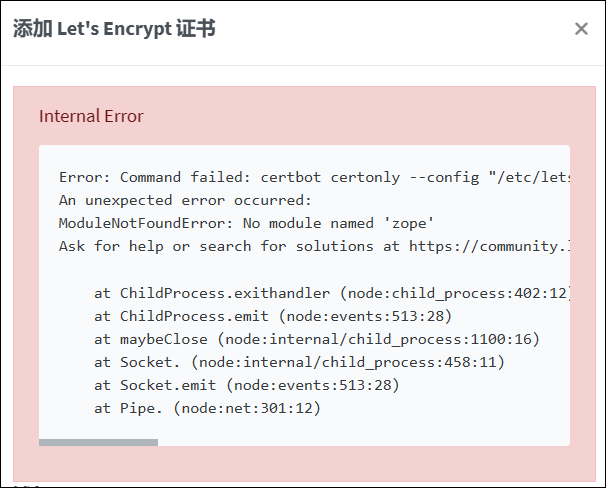 添加 Let's Encrypt 证书
×
Internal Error
Error: Command failed: certbot certonly --config "/etc/lets
An unexpected error occurred:
ModuleNotFoundError: No module named 'zope'
Ask for help or search for solutions at https://community.
at ChildProcess.exithandler (node:child_process:402:12)
at ChildProcess.emit (node:events:513:28)
at maybeClose (node:internal/child_process:1100:16)
at Socket. (node:internal/child_process:458:11)
at Socket.emit (node:events:513:28)
at Pipe. (node:net:301:12)